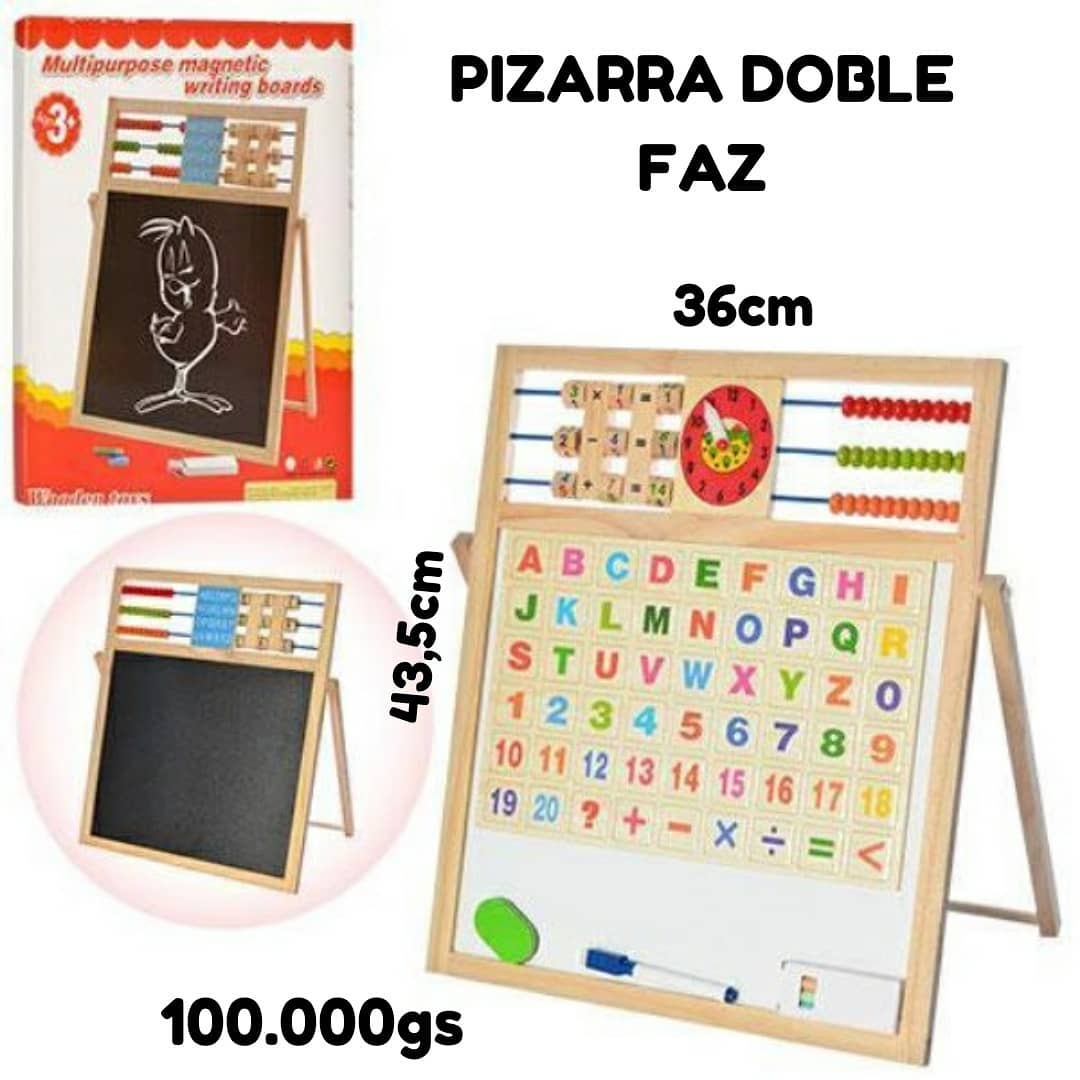 Multipurpose magnetic
writing boards
3+
Wooden toys
PIZARRA DOBLE
FAZ
36cm
43,5cm
12
A B C D E F G H I
J K L M N O P Q R
S T U V W X Y Z 0
1 2 3 4 5 6 7 8 9
10 11 12 13 14 15 16 17 18
19 20 ? + - × ÷ = <
100.000gs